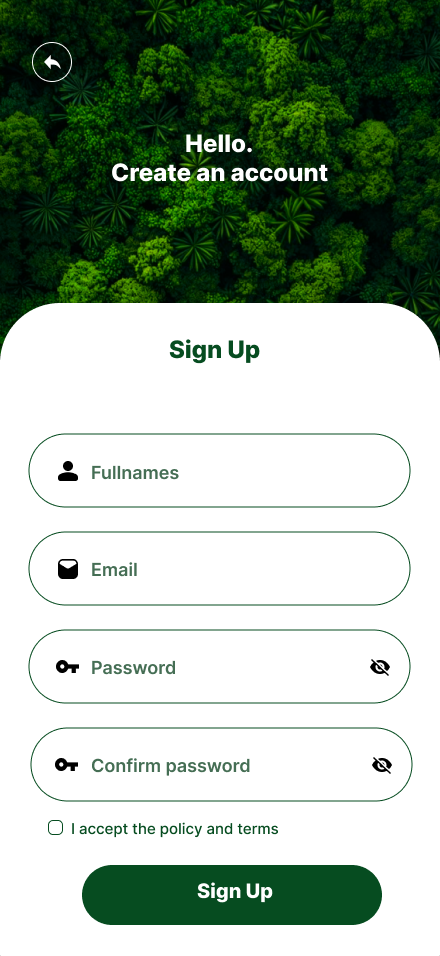 Hello.
Create an account
Sign Up
Fullnames
Email
Password
Confirm password
I accept the policy and terms
Sign Up